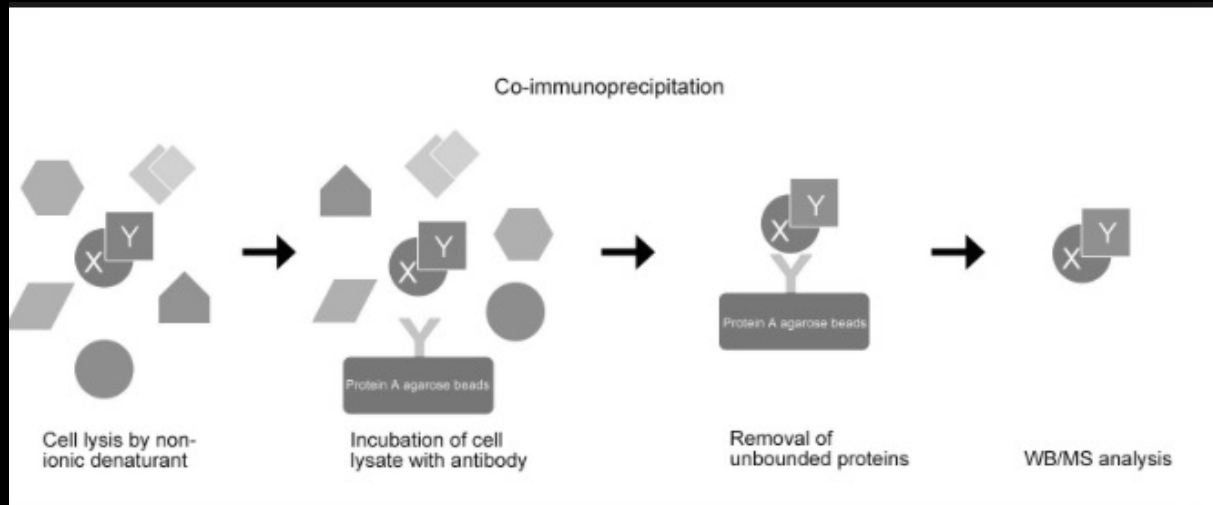 Co-immunoprecipitation
X
Y
X
Y
Protein A agarose beads
X
Y
Protein A agarose beads
X
Y
Cell lysis by non-
ionic denaturant
Incubation of cell
lysate with antibody
Removal of
unbounded proteins
WB/MS analysis